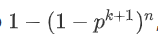 1 − (1 − p^{k+1})^n,